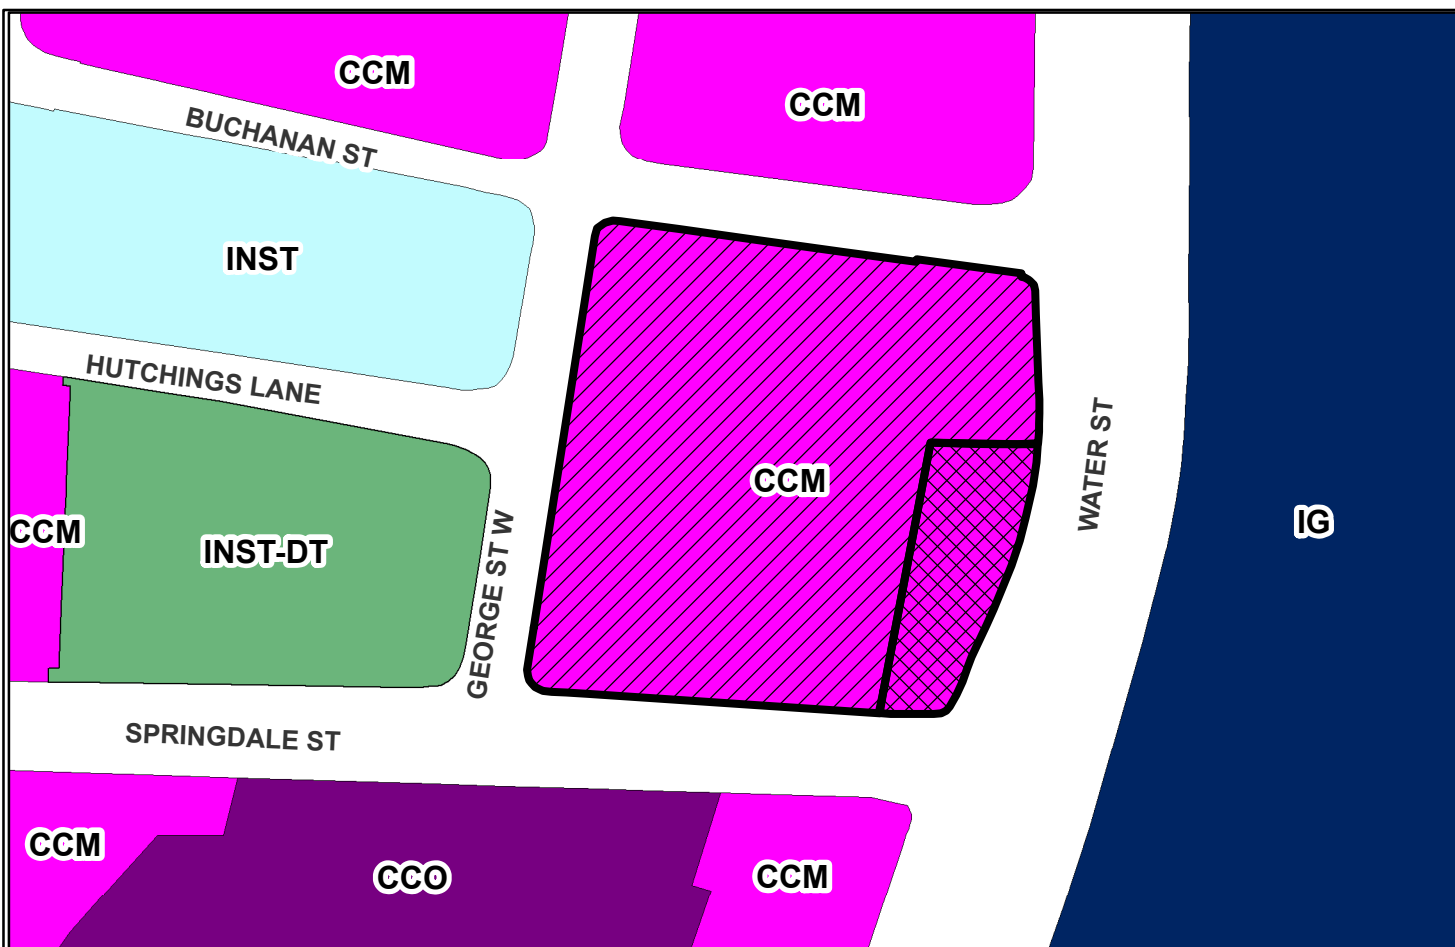 CCM
CCM
BUCHANAN ST
INST
HUTCHINGS LANE
CCM
INST-DT
GEORGE ST W
CCM
WATER ST
IG
SPRINGDALE ST
CCM
CCO
CCM